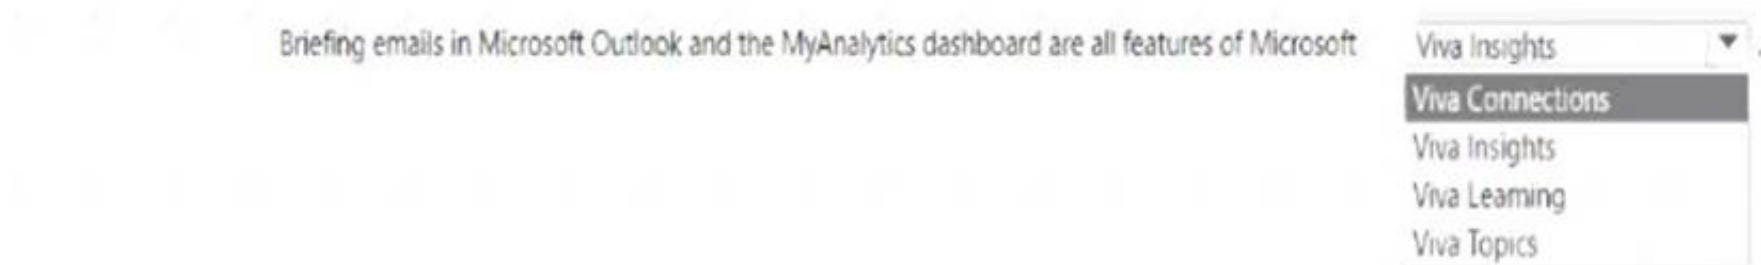 Briefing emails in Microsoft Outlook and the MyAnalytics dashboard are all features of Microsoft Viva Insights .
Viva Connections
Viva Insights
Viva Learning
Viva Topics